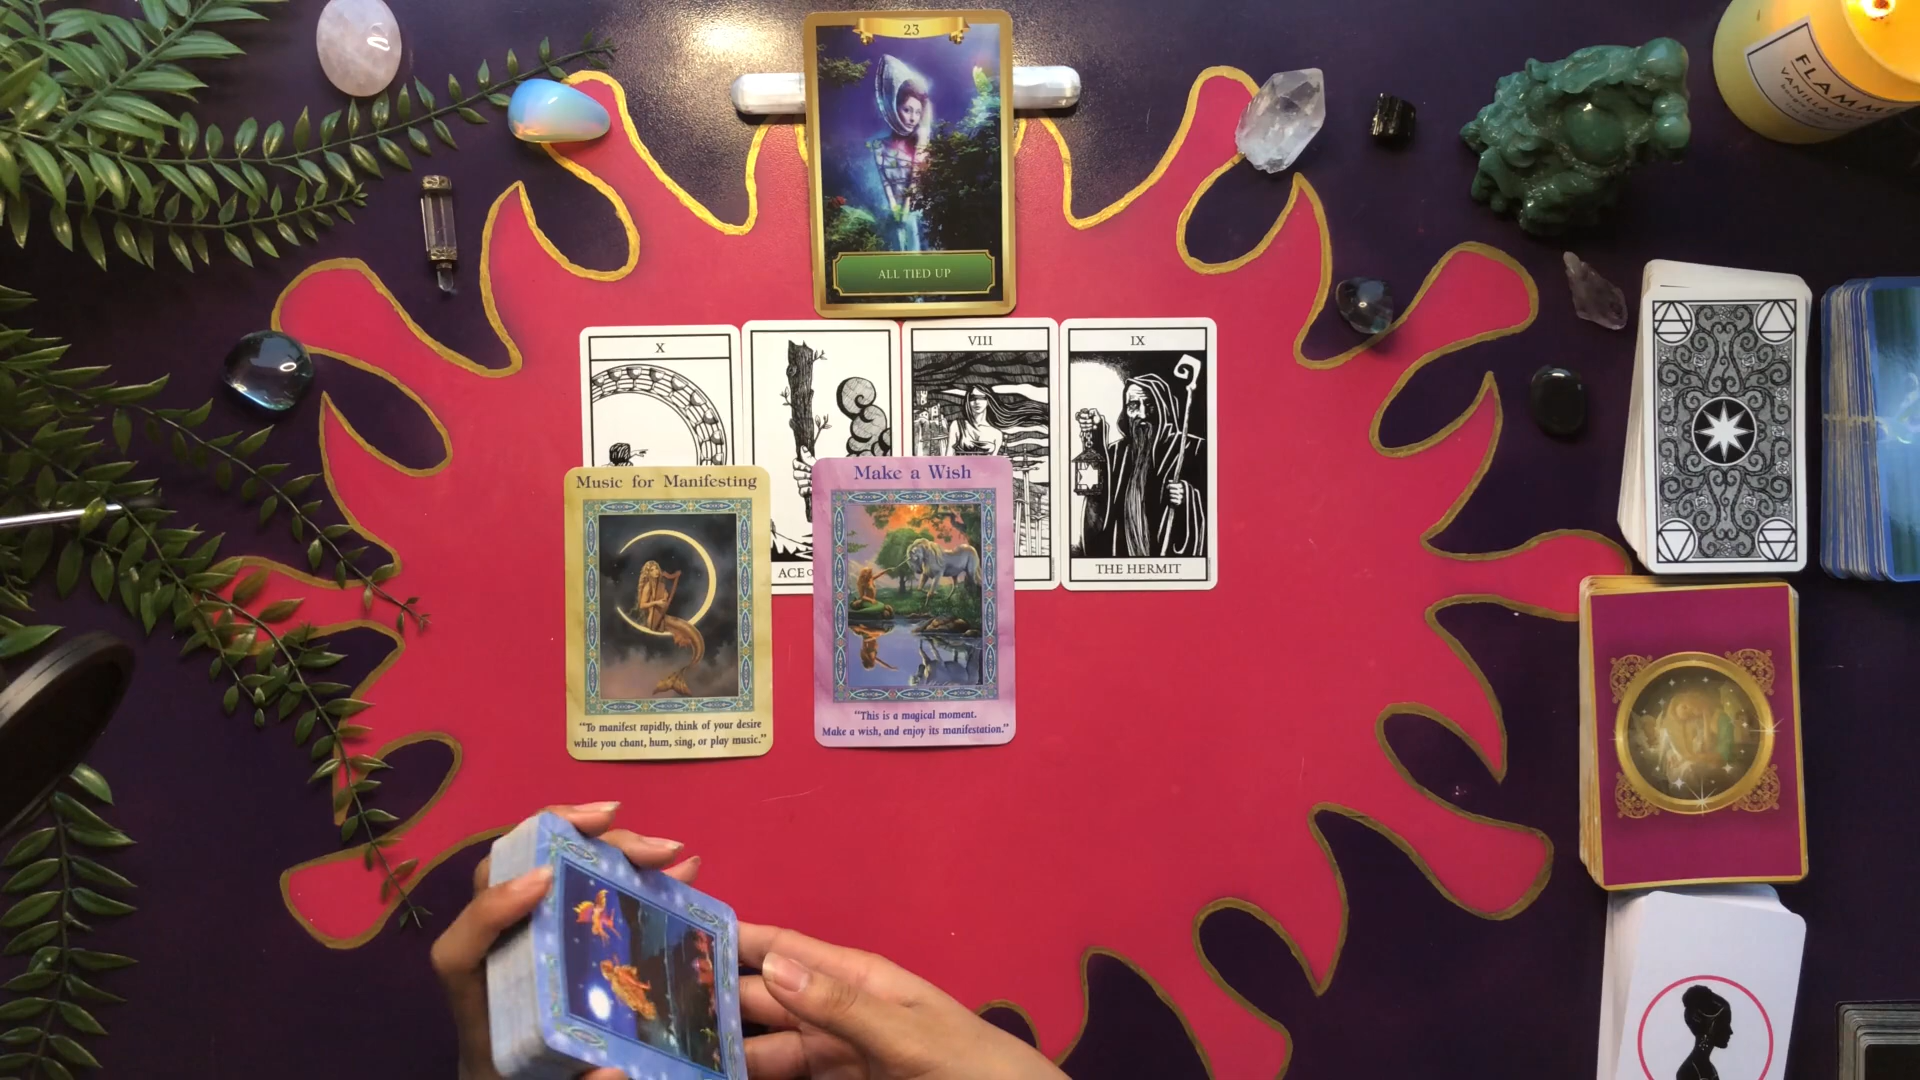 23
ALL TIED UP
FLAMM
VANILLA
X
VIII
IX
ACE
THE HERMIT
Music for Manifesting
"To manifest rapidly, think of your desire
while you chant, hum, sing, or play music."
Make a Wish
"This is a magical moment.
Make a wish, and enjoy its manifestation."